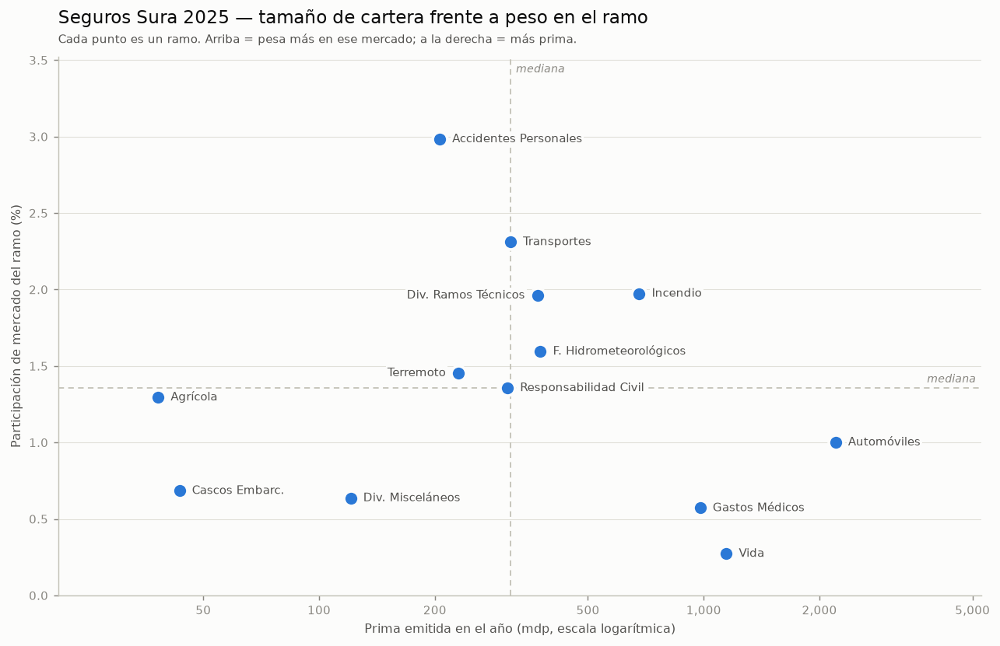 Seguros Sura 2025 — tamaño de cartera frente a peso en el ramo
Cada punto es un ramo. Arriba = pesa más en ese mercado; a la derecha = más prima.
Participación de mercado del ramo (%)
3.5
3.0
2.5
2.0
1.5
1.0
0.5
0.0
mediana
Accidentes Personales
Transportes
Div. Ramos Técnicos
Incendio
F. Hidrometeorológicos
Terremoto
mediana
Responsabilidad Civil
Agrícola
Automóviles
Cascos Embarc.
Div. Misceláneos
Gastos Médicos
Vida
50
100
200
500
1,000
2,000
5,000
Prima emitida en el año (mdp, escala logarítmica)